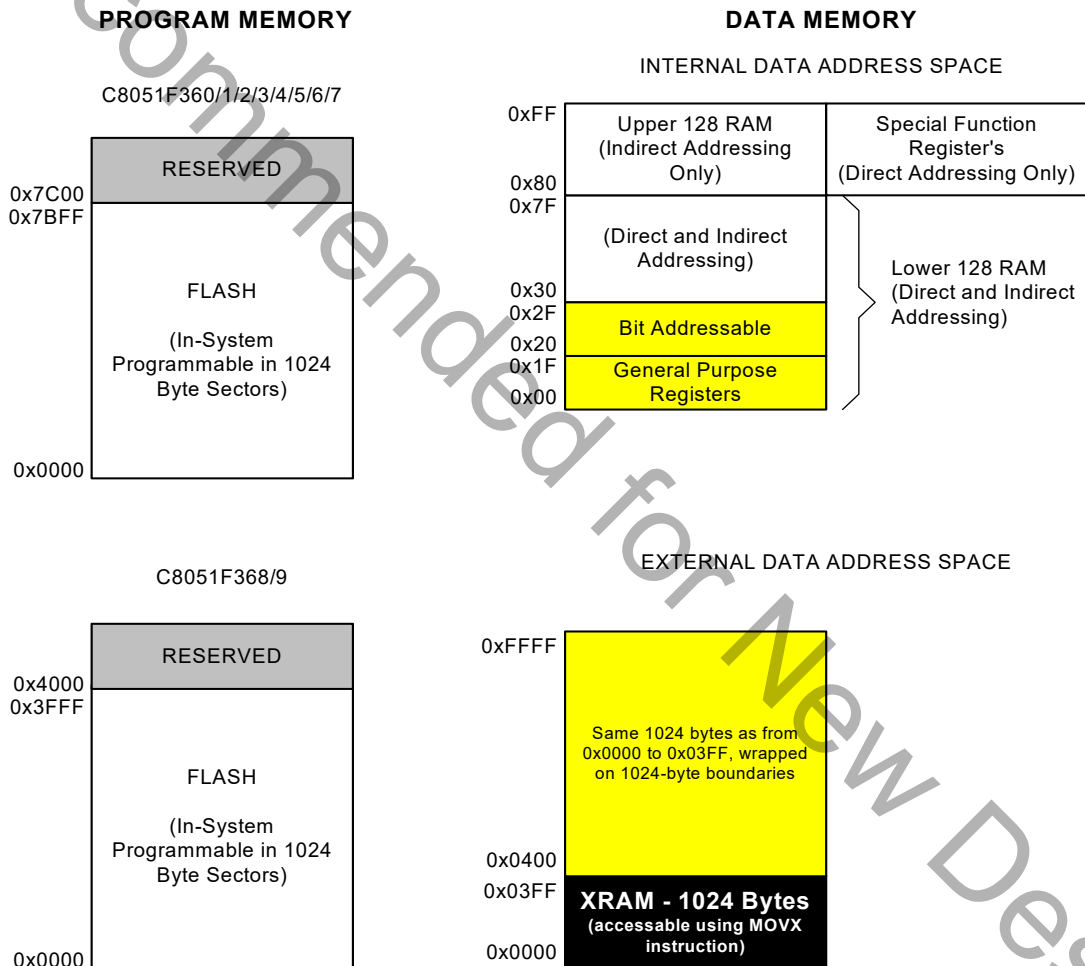 PROGRAM MEMORY
C8051F360/1/2/3/4/5/6/7
RESERVED
0x7C00
0x7BFF
FLASH
(In-System
Programmable in 1024
Byte Sectors)
0x0000
C8051F368/9
RESERVED
0x4000
0x3FFF
FLASH
(In-System
Programmable in 1024
Byte Sectors)
0x0000
DATA MEMORY
INTERNAL DATA ADDRESS SPACE
0xFF
Upper 128 RAM
(Indirect Addressing
Only)
Special Function
Register's
(Direct Addressing Only)
0x80
0x7F
(Direct and Indirect
Addressing)
Lower 128 RAM
(Direct and Indirect
Addressing)
0x30
0x2F
Bit Addressable
0x20
0x1F
General Purpose
Registers
0x00
EXTERNAL DATA ADDRESS SPACE
0xFFFF
Same 1024 bytes as from
0x0000 to 0x03FF, wrapped
on 1024-byte boundaries
0x0400
0x03FF
XRAM - 1024 Bytes
(accessable using MOVX
instruction)
0x0000
ommended for New Des